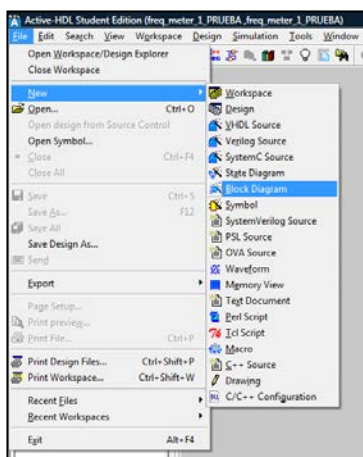 Active-HDL Student Edition (freq_meter_1_PRUEBA ,freq_meter_1_PRUEBA)
File Edit Search View Workspace Design Simulation Tools Window
Open Workspace/Design Explorer
Close Workspace
New
Open... Ctrl+O
Open design from Source Control
Open Symbol...
Close Ctrl+F4
Close All
Save Ctrl+S
Save As... F12
Save All
Save Design As...
Send
Export
Page Setup...
Print preview...
Print File... Ctrl+P
Print Design Files... Ctrl+Shift+P
Print Workspace... Ctrl+Shift+W
Recent Files
Recent Workspaces
Exit Alt+F4
Workspace
Design
VHDL Source
Verilog Source
SystemC Source
State Diagram
Block Diagram
Symbol
SystemVerilog Source
PSL Source
OVA Source
Waveform
Memory View
Text Document
Perl Script
Tcl Script
Macro
C++ Source
Drawing
C/C++ Configuration